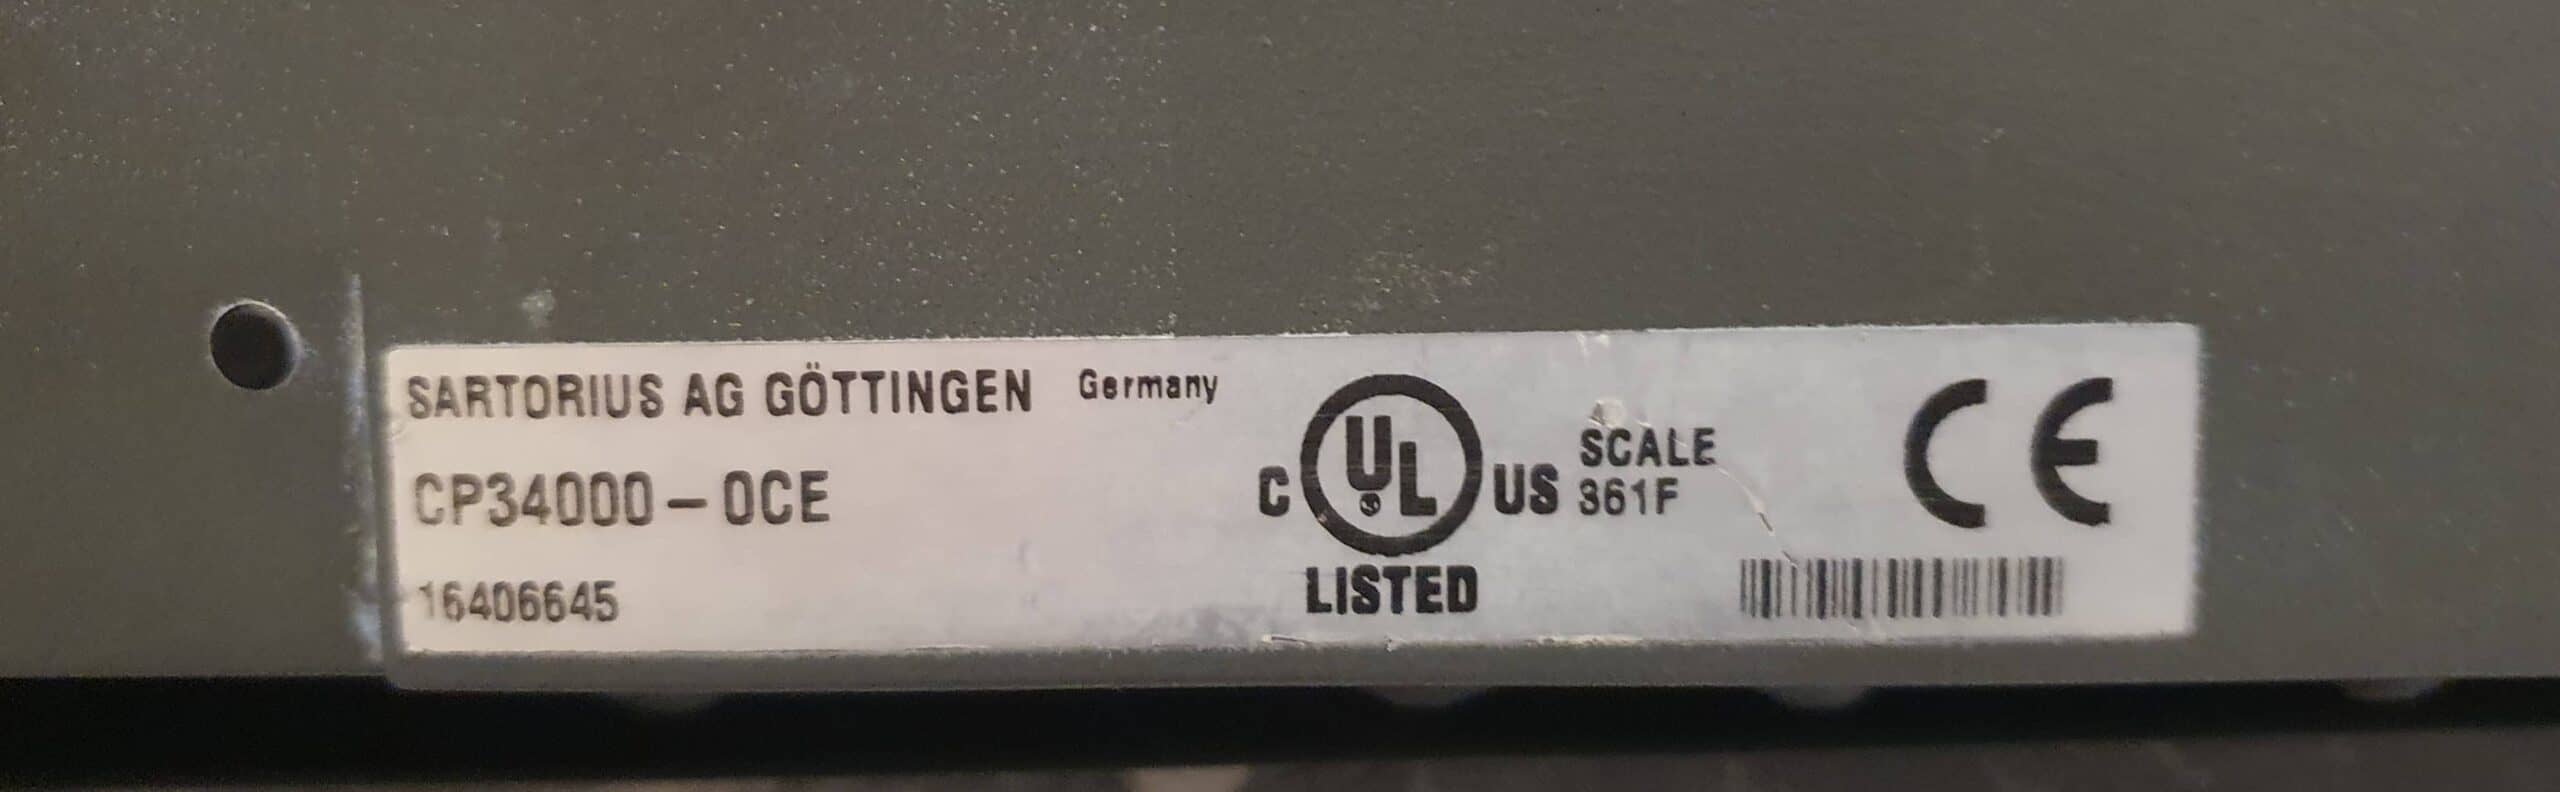 SARTORIUS AG GÖTTINGEN Germany
CP34000-0CE
16406645
C UL US
LISTED
SCALE
361F
CE